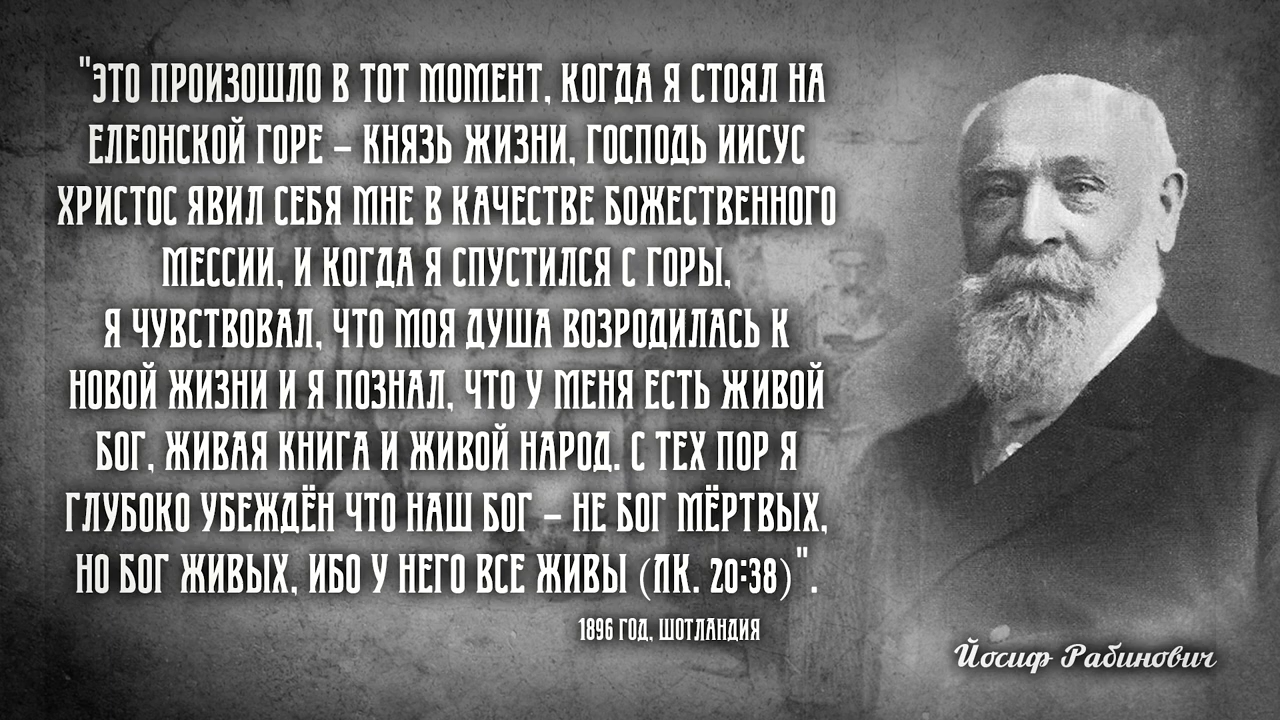 "ЭТО ПРОИЗОШЛО В ТОТ МОМЕНТ, КОГДА Я СТОЯЛ НА
ЕЛЕОНСКОЙ ГОРЕ – КНЯЗЬ ЖИЗНИ, ГОСПОДЬ ИИСУС
ХРИСТОС ЯВИЛ СЕБЯ МНЕ В КАЧЕСТВЕ БОЖЕСТВЕННОГО
МЕССИИ, И КОГДА Я СПУСТИЛСЯ С ГОРЫ,
Я ЧУВСТВОВАЛ, ЧТО МОЯ ДУША ВОЗРОДИЛАСЬ К
НОВОЙ ЖИЗНИ И Я ПОЗНАЛ, ЧТО У МЕНЯ ЕСТЬ ЖИВОЙ
БОГ, ЖИВАЯ КНИГА И ЖИВОЙ НАРОД. С ТЕХ ПОР Я
ГЛУБОКО УБЕЖДЁН ЧТО НАШ БОГ – НЕ БОГ МЁРТВЫХ,
НО БОГ ЖИВЫХ, ИБО У НЕГО ВСЕ ЖИВЫ (ЛК. 20:38)".
1896 ГОД, ШОТЛАНДИЯ
Йосиф Рабинович